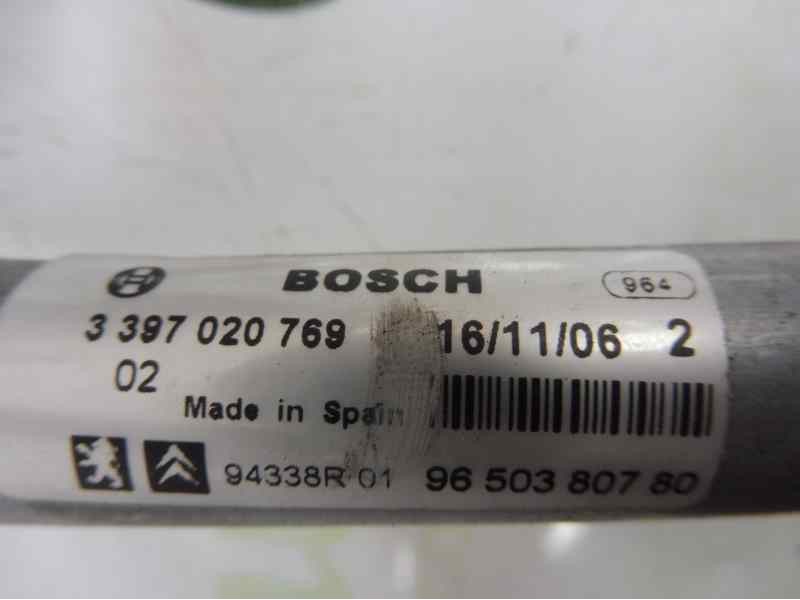 BOSCH 964
3 397 020 769 16/11/06 2
02
Made in Spain
94338R 01 96 503 807 80